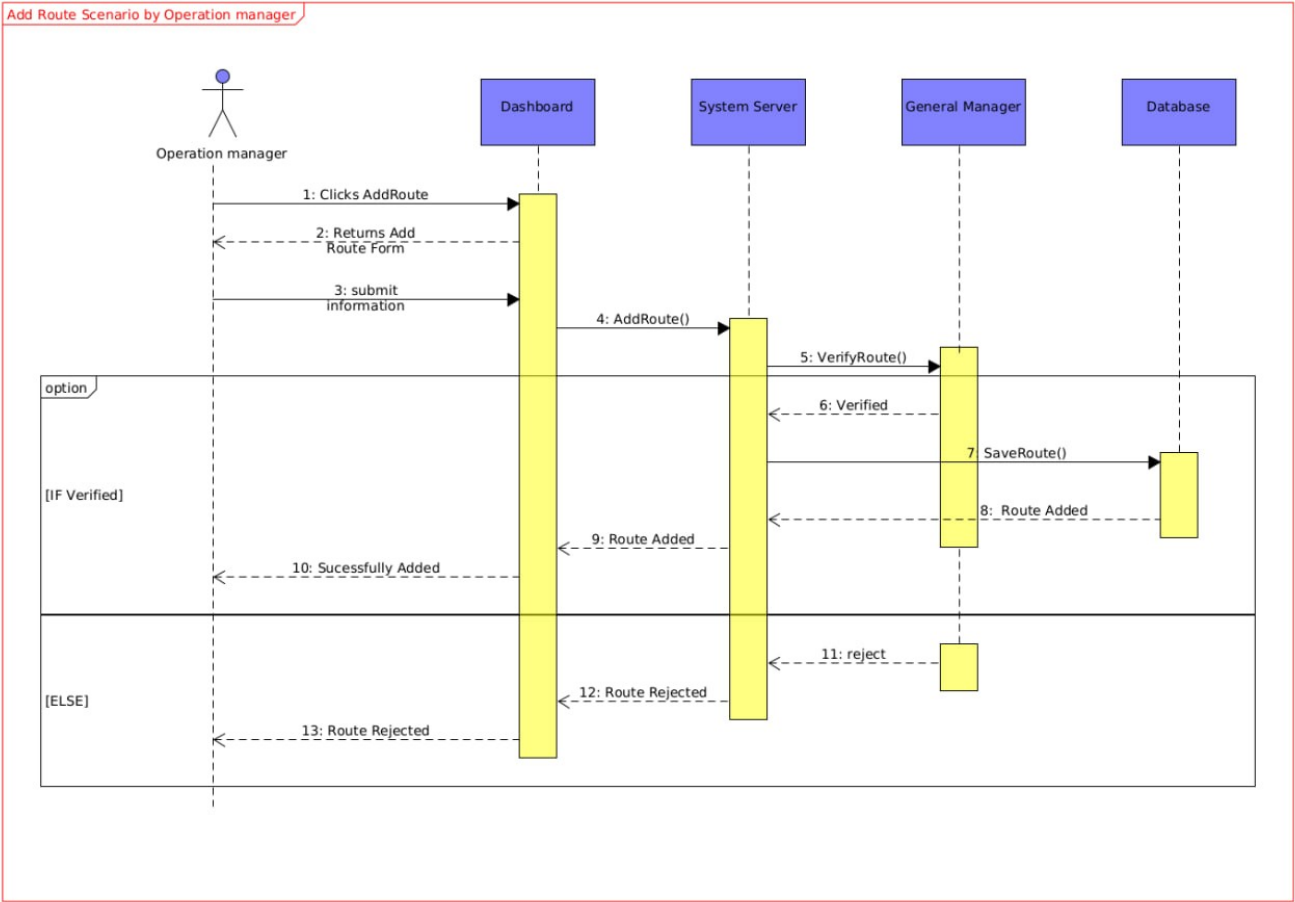 Add Route Scenario by Operation manager
Operation manager
Dashboard
System Server
General Manager
Database
1: Clicks AddRoute
2: Returns Add
Route Form
3: submit
information
4: AddRoute()
5: VerifyRoute()
option
6: Verified
7: SaveRoute()
[IF Verified]
8: Route Added
9: Route Added
10: Sucessfully Added
11: reject
12: Route Rejected
[ELSE]
13: Route Rejected